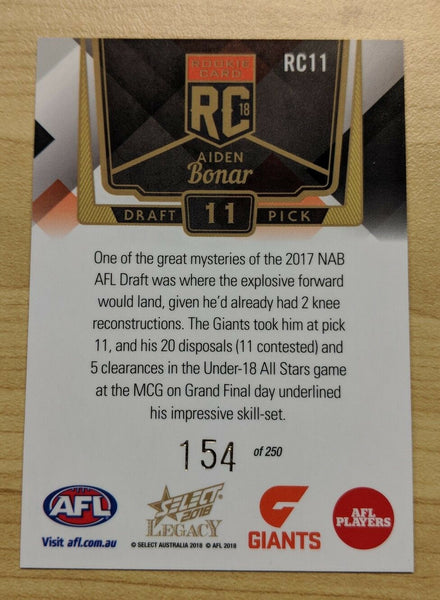 ROOKIE CARD
RC11
RC 18
AIDEN
Bonar
DRAFT 11 PICK
One of the great mysteries of the 2017 NAB
AFL Draft was where the explosive forward
would land, given he'd already had 2 knee
reconstructions. The Giants took him at pick
11, and his 20 disposals (11 contested) and
5 clearances in the Under-18 All Stars game
at the MCG on Grand Final day underlined
his impressive skill-set.
154 of 250
AFL
Visit afl.com.au
SELECT
2018
LEGACY
© SELECT AUSTRALIA 2018 © AFL 2018
G
GIANTS
AFL
PLAYERS